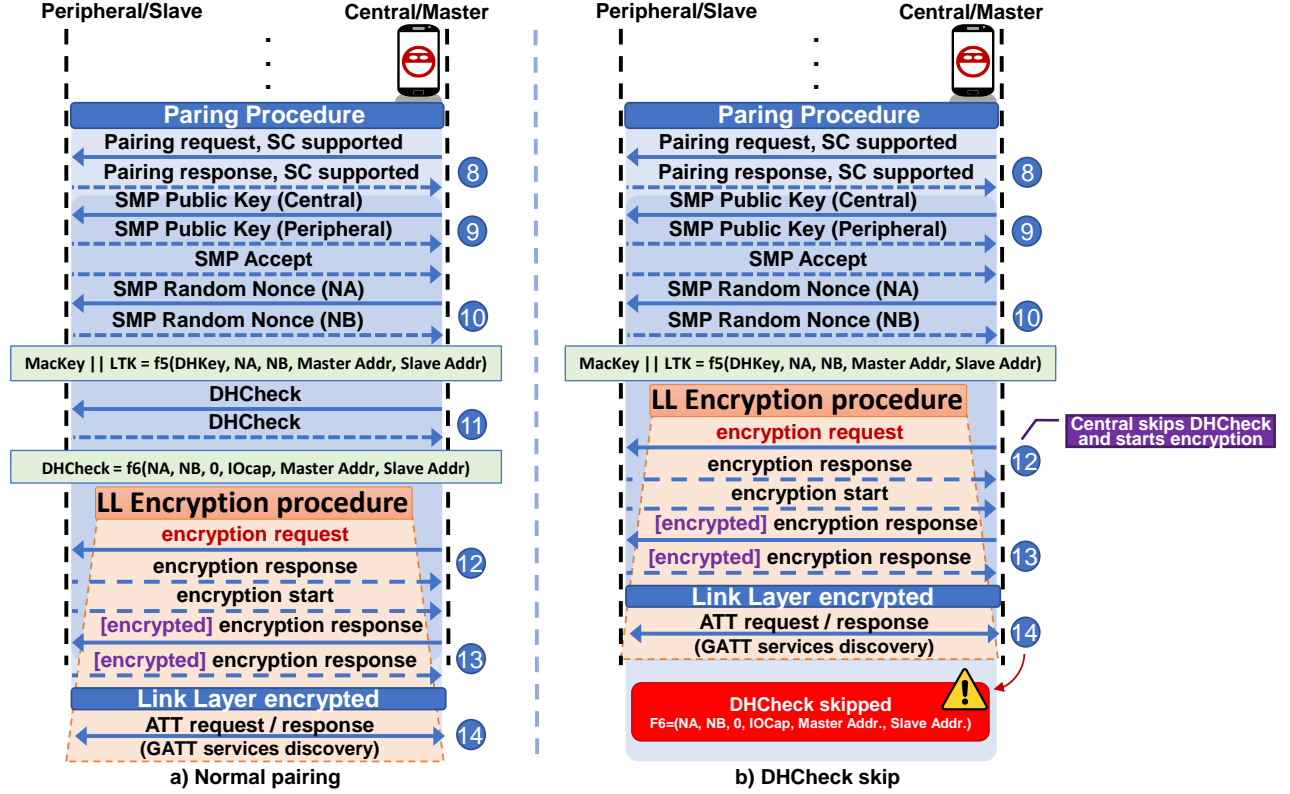 Peripheral/Slave
Central/Master
Paring Procedure
Pairing request, SC supported
Pairing response, SC supported
8
SMP Public Key (Central)
SMP Public Key (Peripheral)
9
SMP Accept
SMP Random Nonce (NA)
SMP Random Nonce (NB)
10
MacKey || LTK = f5(DHKey, NA, NB, Master Addr, Slave Addr)
DHCheck
DHCheck
11
DHCheck = f6(NA, NB, 0, IOcap, Master Addr, Slave Addr)
LL Encryption procedure
encryption request
encryption response
12
encryption start
[encrypted] encryption response
[encrypted] encryption response
13
Link Layer encrypted
ATT request / response
(GATT services discovery)
14
a) Normal pairing
Peripheral/Slave
Central/Master
Paring Procedure
Pairing request, SC supported
Pairing response, SC supported
8
SMP Public Key (Central)
SMP Public Key (Peripheral)
9
SMP Accept
SMP Random Nonce (NA)
SMP Random Nonce (NB)
10
MacKey || LTK = f5(DHKey, NA, NB, Master Addr, Slave Addr)
LL Encryption procedure
encryption request
Central skips DHCheck
and starts encryption
12
encryption response
encryption start
[encrypted] encryption response
[encrypted] encryption response
13
Link Layer encrypted
ATT request / response
(GATT services discovery)
14
DHCheck skipped
F6=(NA, NB, 0, IOCap, Master Addr., Slave Addr.)
b) DHCheck skip